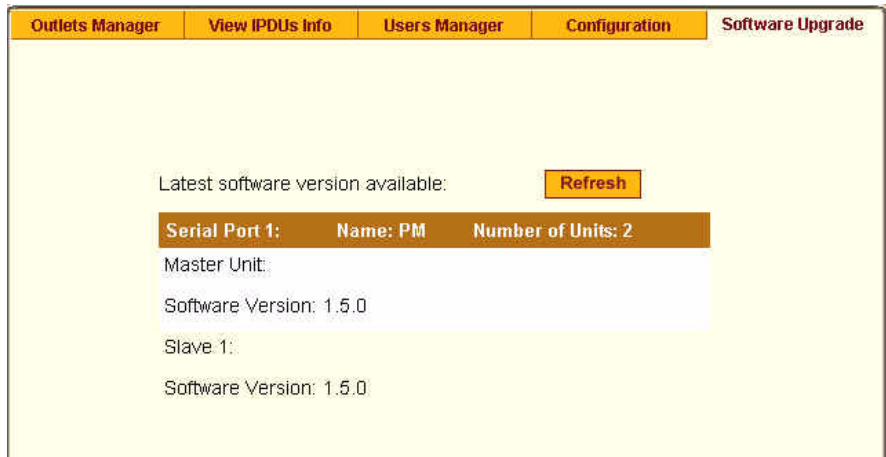 Outlets Manager View IPDUs Info Users Manager Configuration Software Upgrade
Latest software version available: Refresh
Serial Port 1: Name: PM Number of Units: 2
Master Unit:
Software Version: 1.5.0
Slave 1:
Software Version: 1.5.0